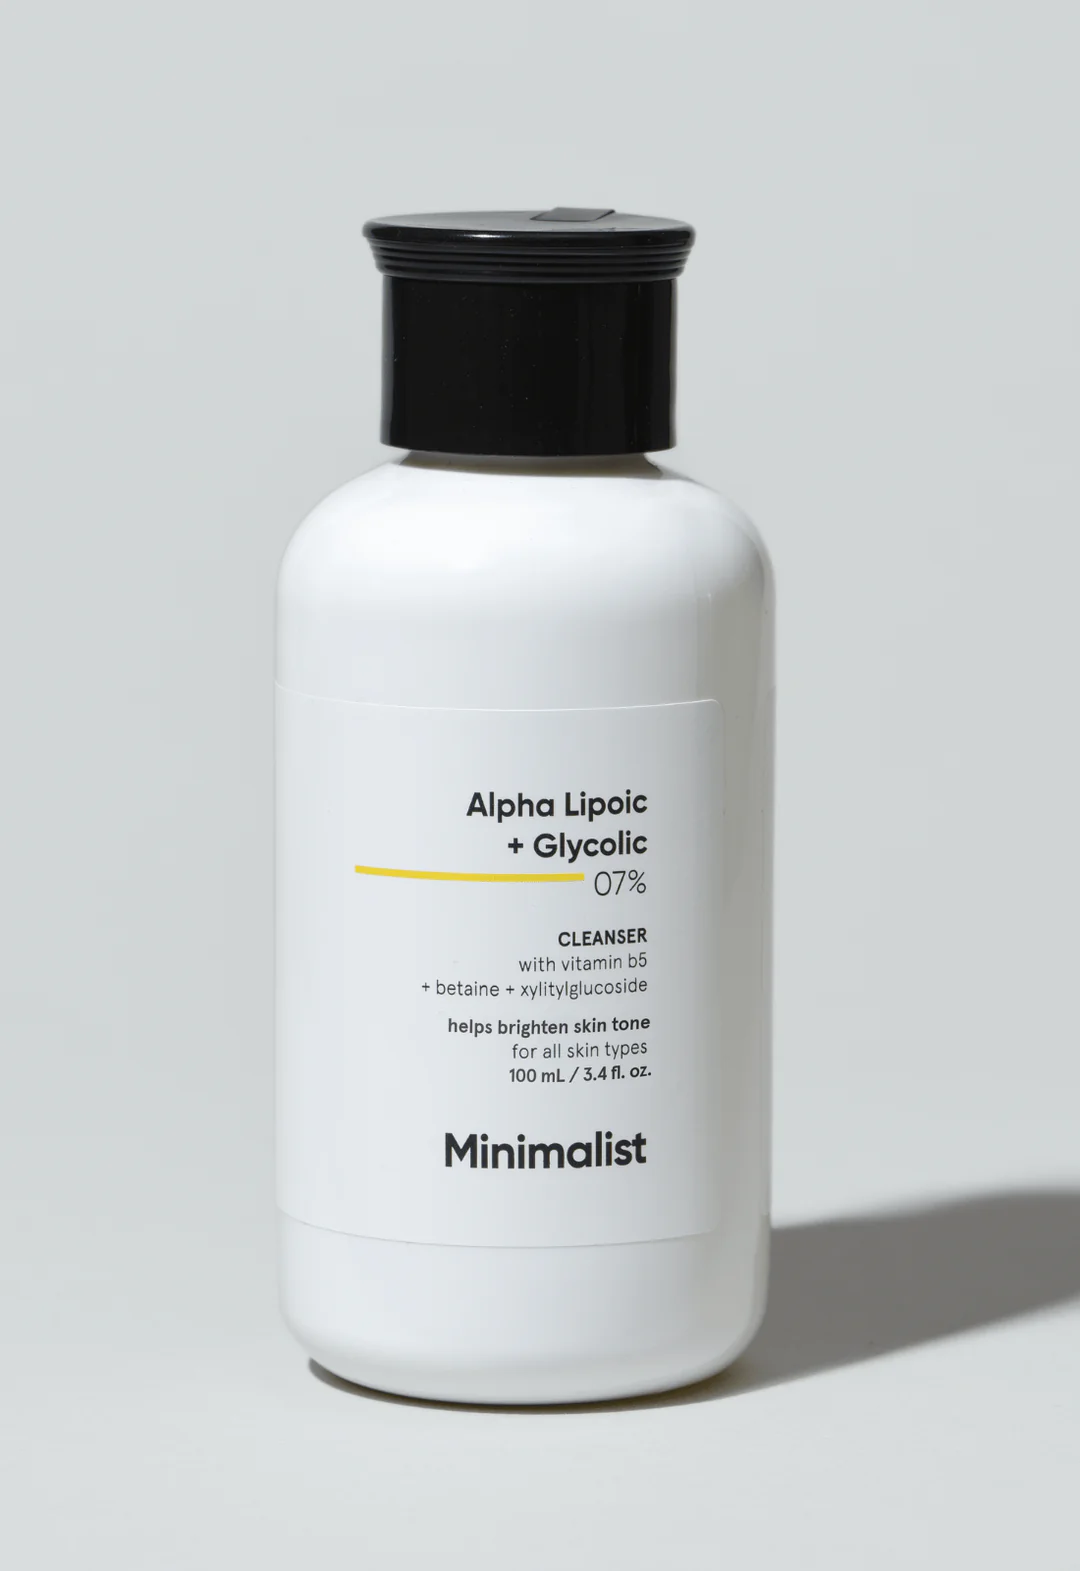 Alpha Lipoic
+ Glycolic
07%
CLEANSER
with vitamin b5
+ betaine + xylitylglucoside
helps brighten skin tone
for all skin types
100 mL / 3.4 fl. oz.
Minimalist